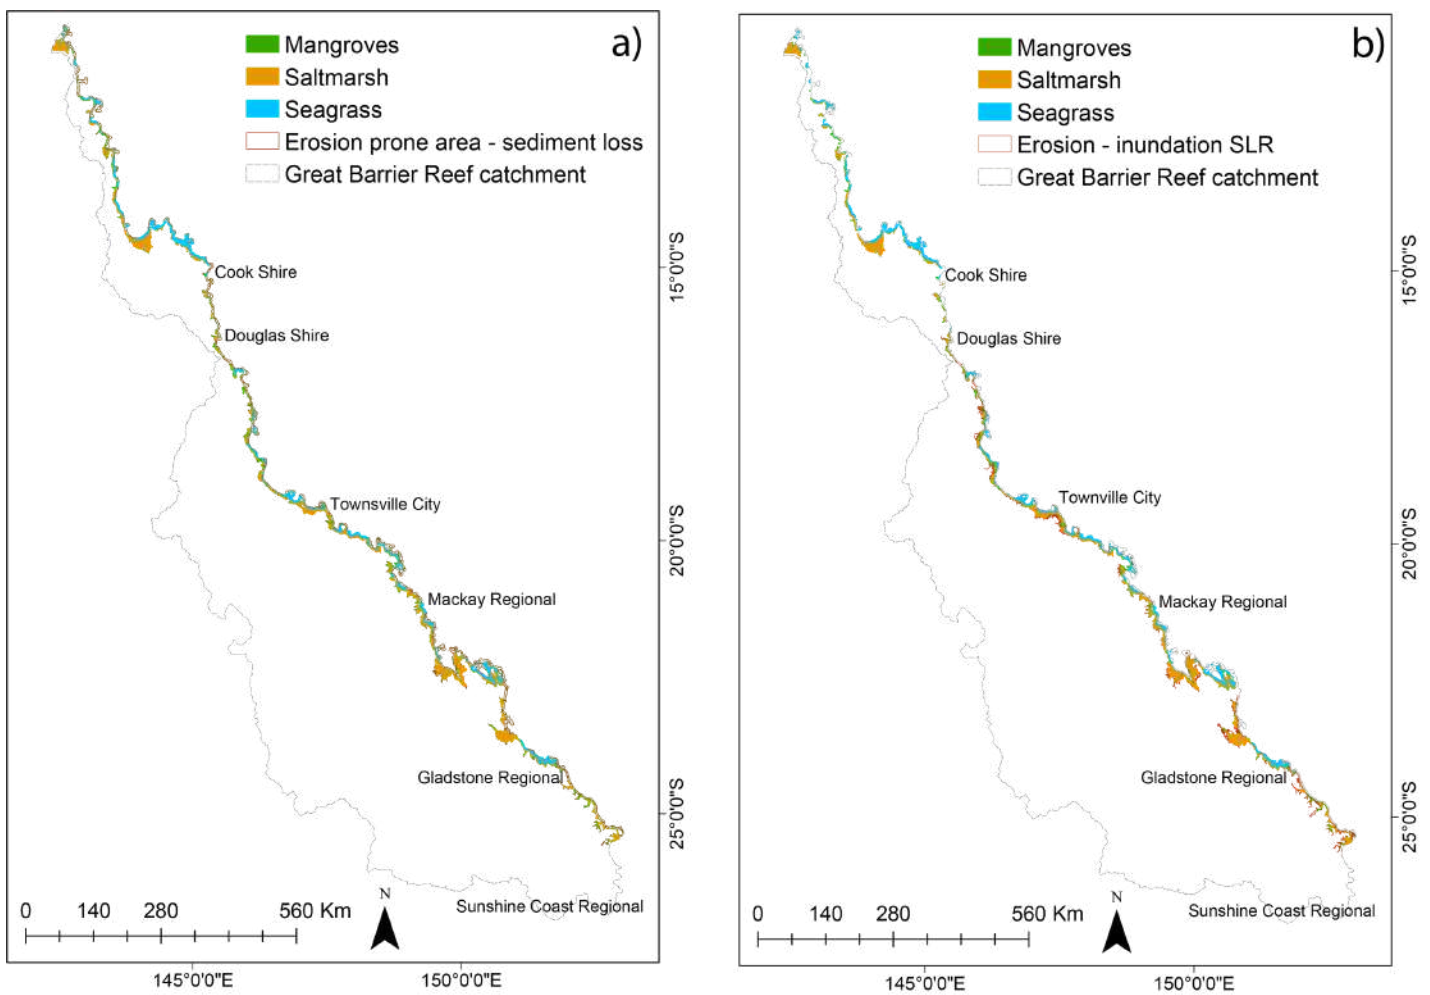 a)
Mangroves
Saltmarsh
Seagrass
Erosion prone area - sediment loss
Great Barrier Reef catchment
Cook Shire
Douglas Shire
Townsville City
Mackay Regional
Gladstone Regional
Sunshine Coast Regional
0 140 280 560 Km
N
15°0'0"S
20°0'0"S
25°0'0"S
145°0'0"E
150°0'0"E
b)
Mangroves
Saltmarsh
Seagrass
Erosion - inundation SLR
Great Barrier Reef catchment
Cook Shire
Douglas Shire
Townville City
Mackay Regional
Gladstone Regional
Sunshine Coast Regional
0 140 280 560 Km
N
15°0'0"S
20°0'0"S
25°0'0"S
145°0'0"E
150°0'0"E